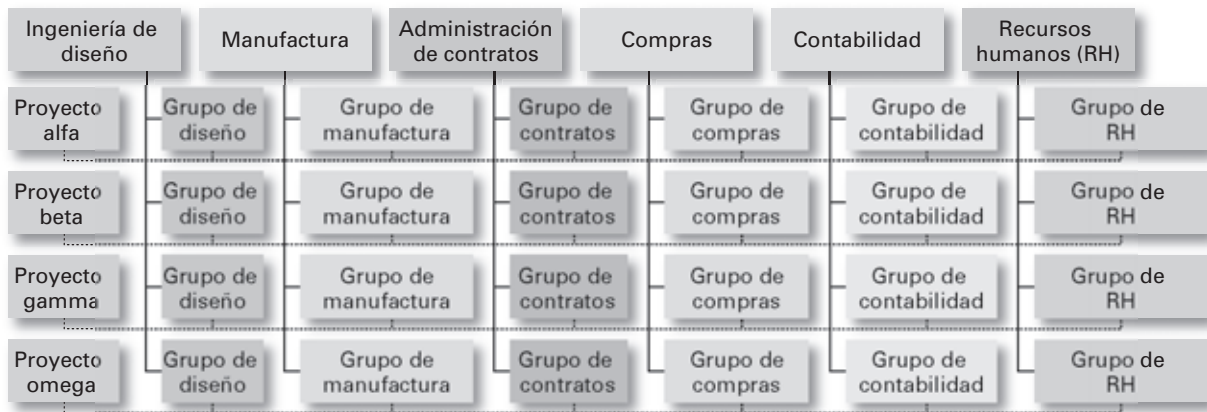 Ingeniería de
diseño
Manufactura
Administración
de contratos
Compras
Contabilidad
Recursos
humanos (RH)
Proyecto
alfa
Grupo de
diseño
Grupo de
manufactura
Grupo de
contratos
Grupo de
compras
Grupo de
contabilidad
Grupo de
RH
Proyecto
beta
Grupo de
diseño
Grupo de
manufactura
Grupo de
contratos
Grupo de
compras
Grupo de
contabilidad
Grupo de
RH
Proyecto
gamma
Grupo de
diseño
Grupo de
manufactura
Grupo de
contratos
Grupo de
compras
Grupo de
contabilidad
Grupo de
RH
Proyecto
omega
Grupo de
diseño
Grupo de
manufactura
Grupo de
contratos
Grupo de
compras
Grupo de
contabilidad
Grupo de
RH